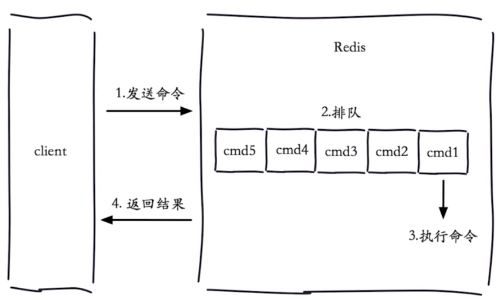 Redis
1.发送命令
2.排队
client
cmd5 cmd4 cmd3 cmd2 cmd1
4. 返回结果
3.执行命令